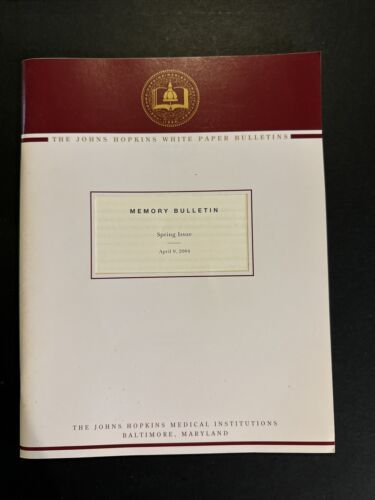 THE JOHNS HOPKINS WHITE PAPER BULLETINS
MEMORY BULLETIN
Spring Issue
April 9, 2004
THE JOHNS HOPKINS MEDICAL INSTITUTIONS
BALTIMORE, MARYLAND